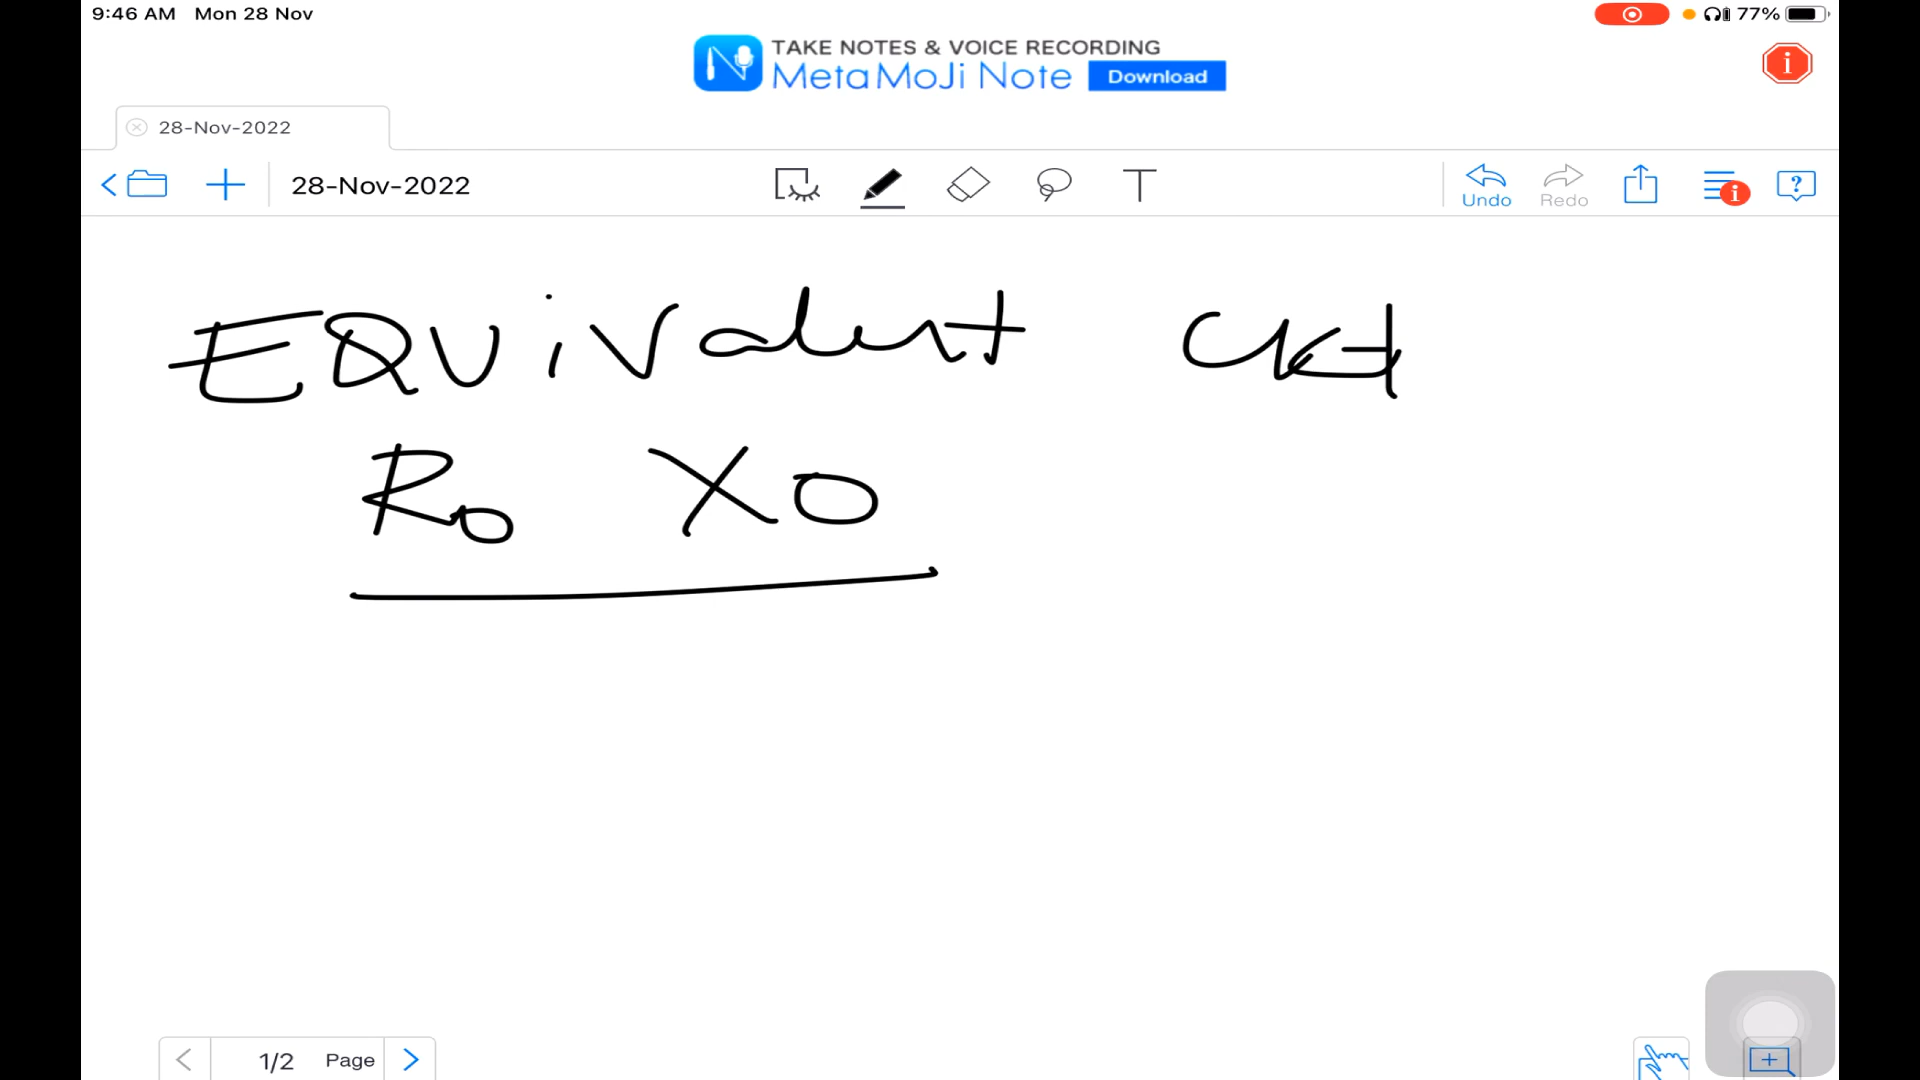 9:46 AM Mon 28 Nov
77%
TAKE NOTES & VOICE RECORDING
MetaMoJi Note Download
28-Nov-2022
28-Nov-2022
Undo
Redo
EQUivalent Ckt
Ro XO
1/2 Page